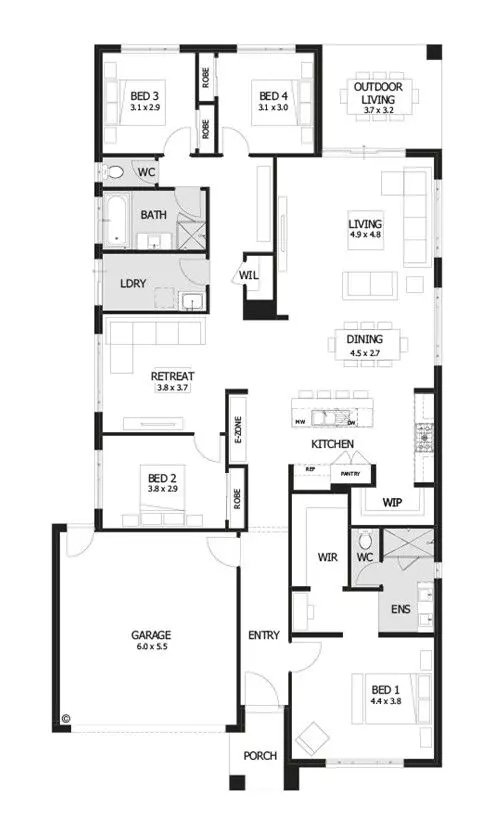 BED 3
3.1 x 2.9
ROBE
BED 4
3.1 x 3.0
ROBE
OUTDOOR
LIVING
3.7 x 3.2
WC
BATH
LIVING
4.9 x 4.8
LDRY
WIL
DINING
4.5 x 2.7
RETREAT
3.8 x 3.7
E-ZONE
MW
DW
KITCHEN
REF
PANTRY
BED 2
3.8 x 2.9
ROBE
WIP
WIR
WC
ENS
GARAGE
6.0 x 5.5
ENTRY
BED 1
4.4 x 3.8
©
PORCH